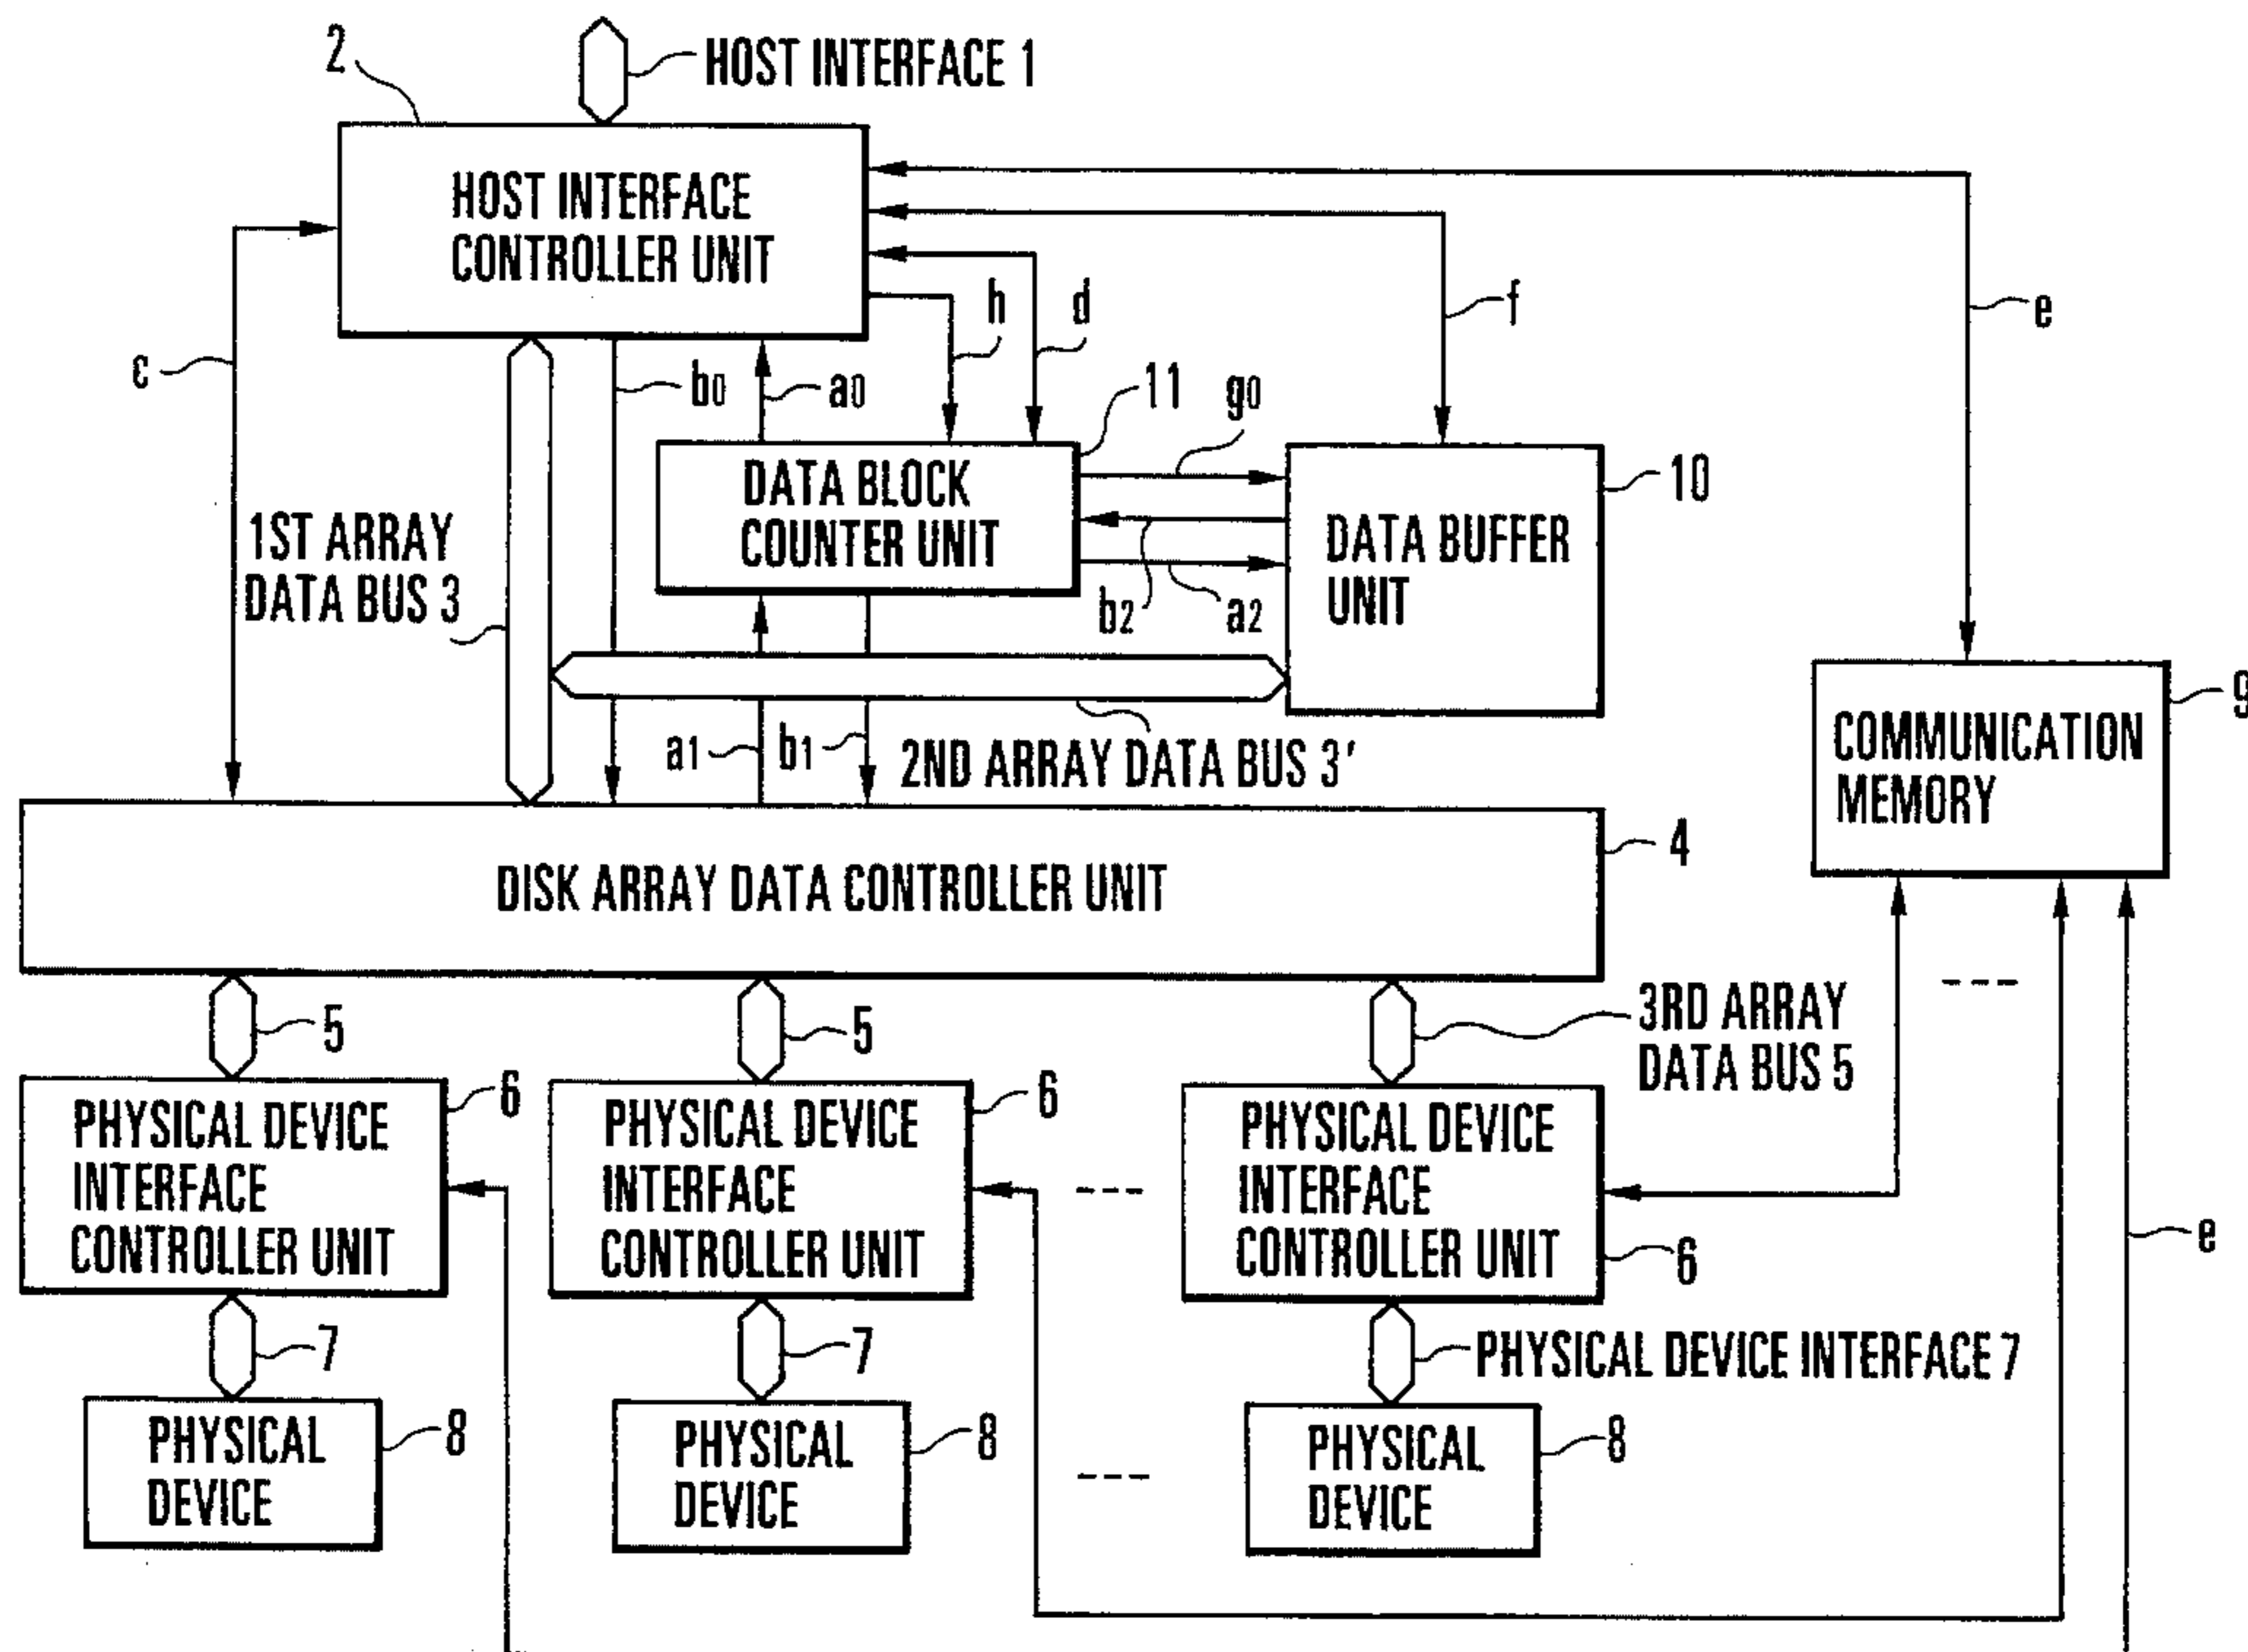 2
HOST INTERFACE 1
HOST INTERFACE
CONTROLLER UNIT
c
b0
a0
h
d
f
e
11
g0
10
1ST ARRAY
DATA BUS 3
DATA BLOCK
COUNTER UNIT
DATA BUFFER
UNIT
b2
a2
9
a1
b1
2ND ARRAY DATA BUS 3'
COMMUNICATION
MEMORY
4
DISK ARRAY DATA CONTROLLER UNIT
---
5
5
3RD ARRAY
DATA BUS 5
6
6
PHYSICAL DEVICE
INTERFACE
CONTROLLER UNIT
PHYSICAL DEVICE
INTERFACE
CONTROLLER UNIT
---
PHYSICAL DEVICE
INTERFACE
CONTROLLER UNIT
6
e
7
7
PHYSICAL DEVICE INTERFACE 7
PHYSICAL
DEVICE
8
PHYSICAL
DEVICE
8
---
PHYSICAL
DEVICE
8